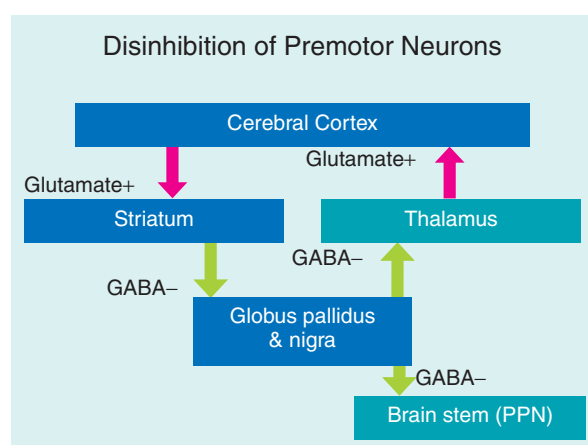 Disinhibition of Premotor Neurons
Cerebral Cortex
Glutamate+
Glutamate+
Striatum
Thalamus
GABA–
GABA–
Globus pallidus
& nigra
GABA–
Brain stem (PPN)